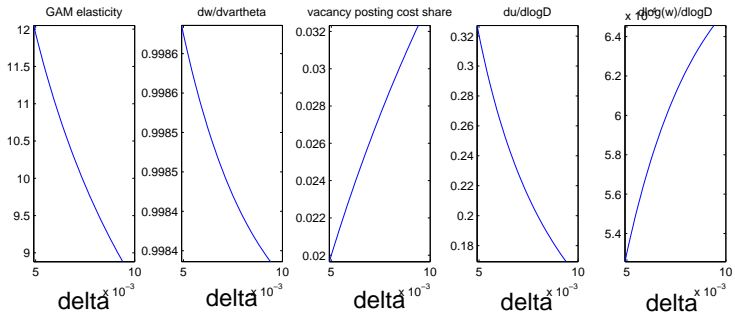 GAM elasticity
12
11.5
11
10.5
10
9.5
9
5
10
x 10⁻³
delta
dw/dvartheta
0.9986
0.9986
0.9985
0.9985
0.9984
0.9984
5
10
x 10⁻³
delta
vacancy posting cost share
0.032
0.03
0.028
0.026
0.024
0.022
0.02
5
10
x 10⁻³
delta
du/dlogD
0.32
0.3
0.28
0.26
0.24
0.22
0.2
0.18
5
10
x 10⁻³
delta
dlog(w)/dlogD
6.4
6.2
6
5.8
5.6
5.4
5
10
x 10⁻³
delta